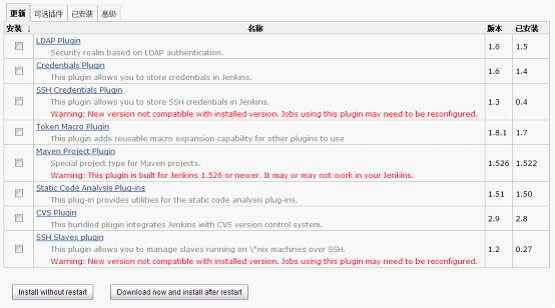 更新 可选插件 已安装 高级
安装 ↓ 名称 版本 已安装
LDAP Plugin
Security realm based on LDAP authentication.
1.6 1.5
Credentials Plugin
This plugin allows you to store credentials in Jenkins.
1.6 1.4
SSH Credentials Plugin
This plugin allows you to store SSH credentials in Jenkins.
Warning: New version not compatible with installed version. Jobs using this plugin may need to be reconfigured.
1.3 0.4
Token Macro Plugin
This plugin adds reusable macro expansion capability for other plugins to use
1.8.1 1.7
Maven Project Plugin
Special project type for Maven projects.
Warning: This plugin is built for Jenkins 1.526 or newer. It may or may not work in your Jenkins.
1.526 1.522
Static Code Analysis Plug-ins
This plug-in provides utilities for the static code analysis plug-ins.
1.51 1.50
CVS Plugin
This bundled plugin integrates Jenkins with CVS version control system.
2.9 2.8
SSH Slaves plugin
This plugin allows you to manage slaves running on \*nix machines over SSH.
Warning: New version not compatible with installed version. Jobs using this plugin may need to be reconfigured.
1.2 0.27
Install without restart Download now and install after restart